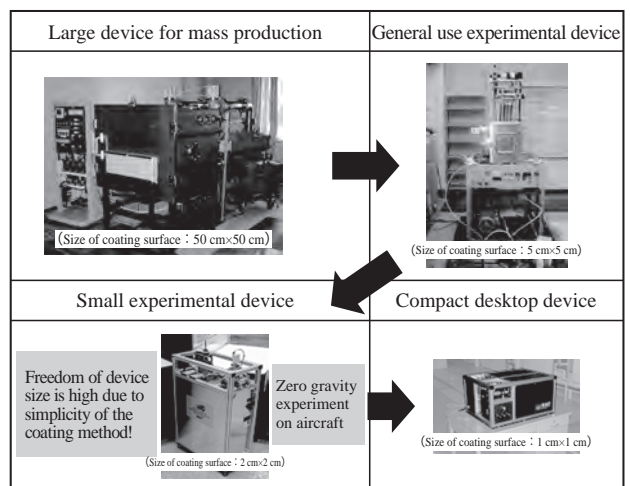 Large device for mass production
General use experimental device
(Size of coating surface：50 cm×50 cm)
(Size of coating surface：5 cm×5 cm)
Small experimental device
Compact desktop device
Freedom of device
size is high due to
simplicity of the
coating method!
Zero gravity
experiment
on aircraft
(Size of coating surface：2 cm×2 cm)
(Size of coating surface：1 cm×1 cm)